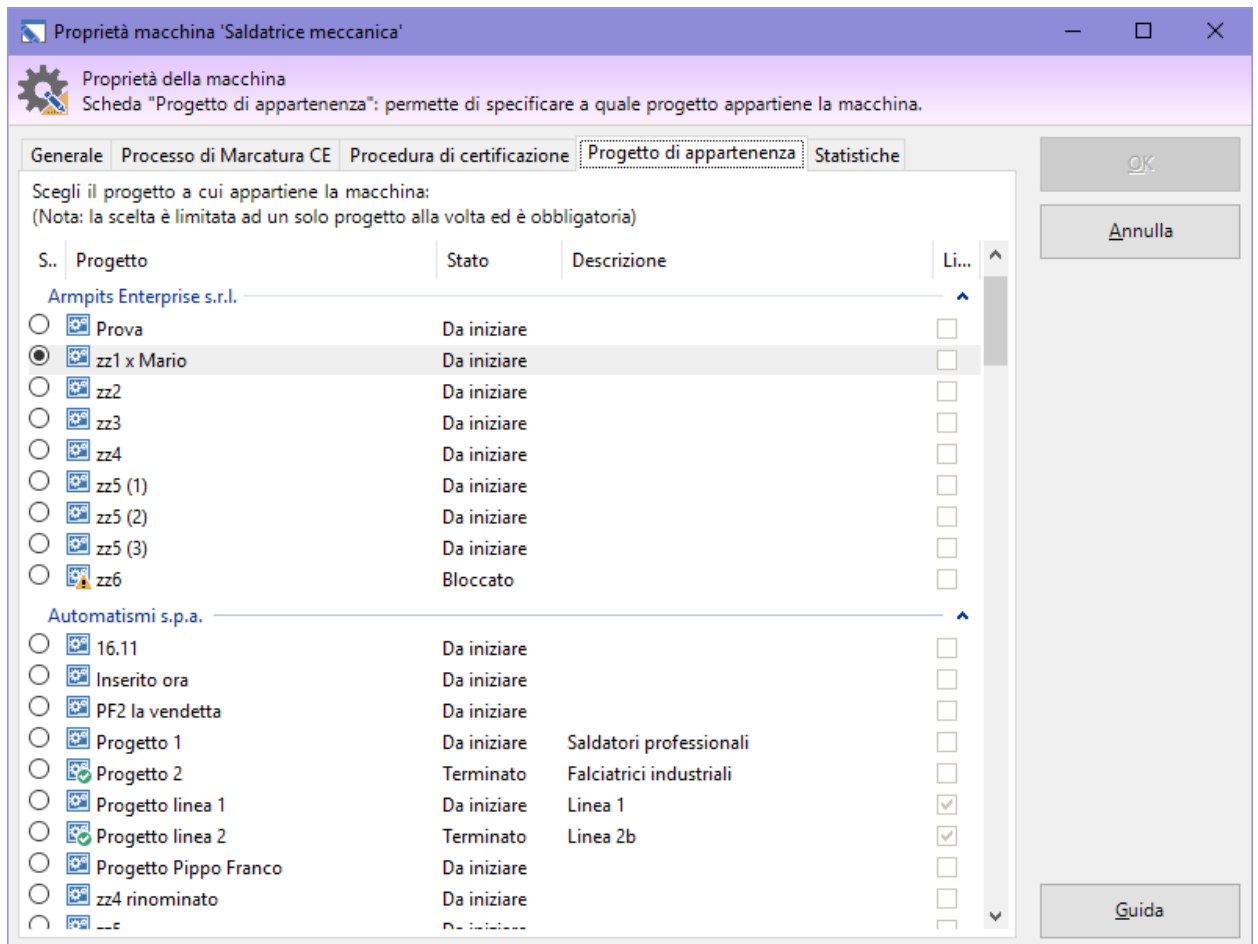 Proprietà macchina 'Saldatrice meccanica'
Proprietà della macchina
Scheda "Progetto di appartenenza": permette di specificare a quale progetto appartiene la macchina.
Generale Processo di Marcatura CE Procedura di certificazione Progetto di appartenenza Statistiche
OK
Scegli il progetto a cui appartiene la macchina:
(Nota: la scelta è limitata ad un solo progetto alla volta ed è obbligatoria)
Annulla
S.. Progetto Stato Descrizione Li...
Armpits Enterprise s.r.l.
Prova Da iniziare
zz1 x Mario Da iniziare
zz2 Da iniziare
zz3 Da iniziare
zz4 Da iniziare
zz5 (1) Da iniziare
zz5 (2) Da iniziare
zz5 (3) Da iniziare
zz6 Bloccato
Automatismi s.p.a.
16.11 Da iniziare
Inserito ora Da iniziare
PF2 la vendetta Da iniziare
Progetto 1 Da iniziare Saldatori professionali
Progetto 2 Terminato Falciatrici industriali
Progetto linea 1 Da iniziare Linea 1
Progetto linea 2 Terminato Linea 2b
Progetto Pippo Franco Da iniziare
zz4 rinominato Da iniziare
Guida